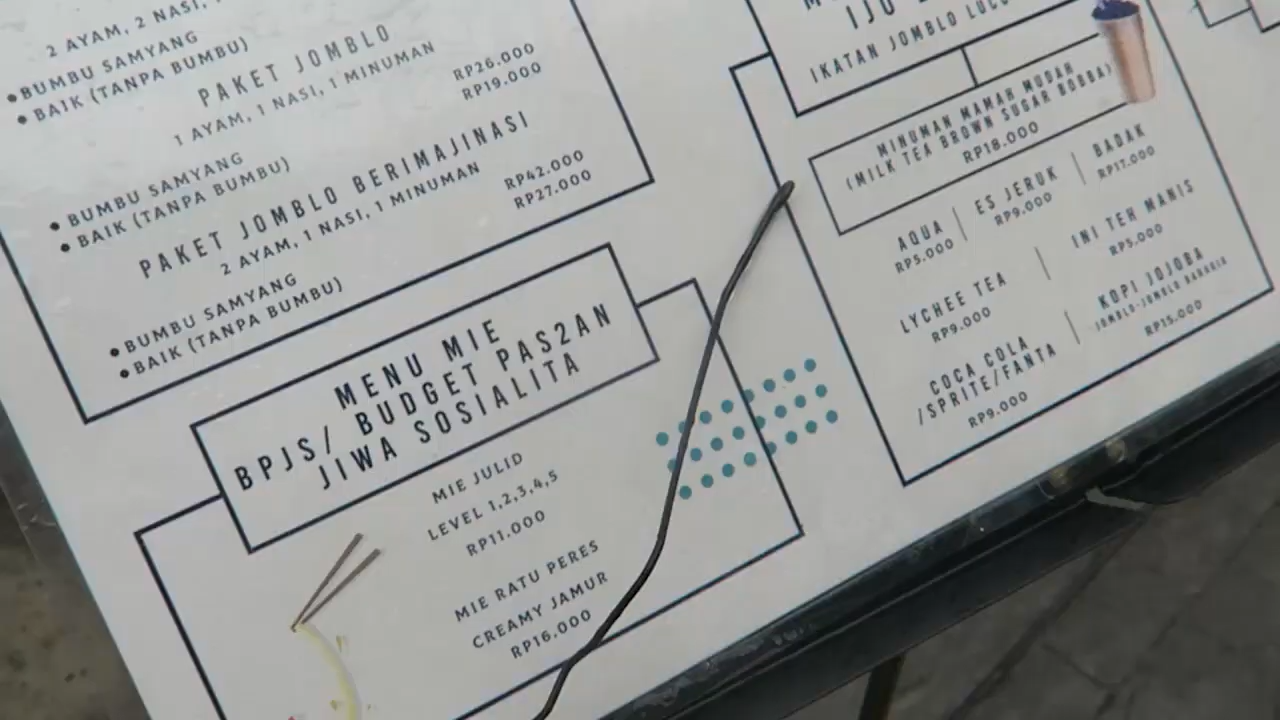 2 AYAM, 2 NASI,
•BUMBU SAMYANG
•BAIK (TANPA BUMBU)
PAKET JOMBLO
1 AYAM, 1 NASI, 1 MINUMAN
•BUMBU SAMYANG RP26.000
•BAIK (TANPA BUMBU) RP19.000
PAKET JOMBLO BERIMAJINASI
2 AYAM, 1 NASI, 1 MINUMAN
•BUMBU SAMYANG RP42.000
•BAIK (TANPA BUMBU) RP27.000
MENU MIE
BPJS/ BUDGET PAS2AN
JIWA SOSIALITA
MIE JULID
LEVEL 1,2,3,4,5
RP11.000
MIE RATU PERES
CREAMY JAMUR
RP16.000
IKATAN JOMBLO
MINUMAN MAMAH MUDAH
(MILK TEA BROWN SUGAR BOBBA)
RP18.000
AQUA | ES JERUK | BADAK
RP5.000 RP9.000 RP17.000
LYCHEE TEA | INI TEH MANIS
RP9.000 RP5.000
COCA COLA | KOPI JOJOBA
/SPRITE/FANTA JOMBLO-JOMBLO BAHAGIA
RP9.000 RP15.000